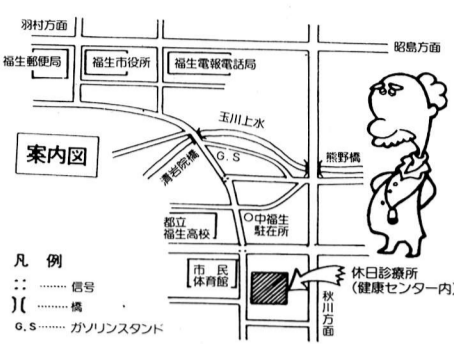 羽村方面
昭島方面
福生郵便局
福生市役所
福生電報電話局
玉川上水
案内図
清岩院橋
G.S
熊野橋
都立
福生高校
中福生
駐在所
凡 例
信号
橋
G.S……ガソリンスタンド
市民
体育館
休日診療所
(健康センター内)
秋川方面